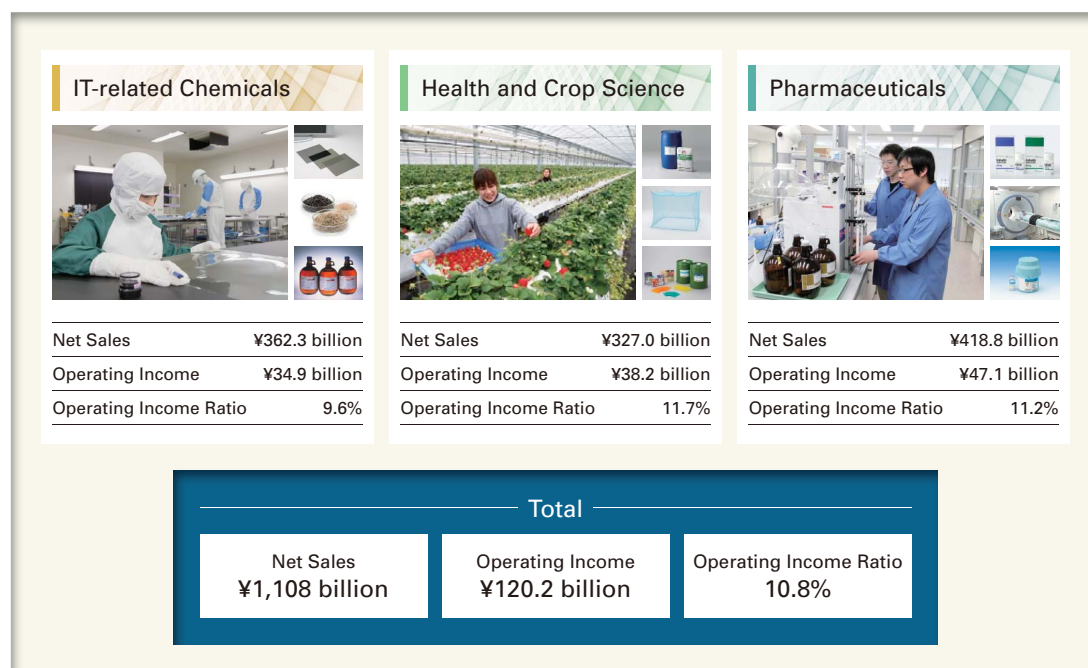 IT-related Chemicals
Net Sales ¥362.3 billion
Operating Income ¥34.9 billion
Operating Income Ratio 9.6%
Health and Crop Science
Net Sales ¥327.0 billion
Operating Income ¥38.2 billion
Operating Income Ratio 11.7%
Pharmaceuticals
Net Sales ¥418.8 billion
Operating Income ¥47.1 billion
Operating Income Ratio 11.2%
Total
Net Sales
¥1,108 billion
Operating Income
¥120.2 billion
Operating Income Ratio
10.8%